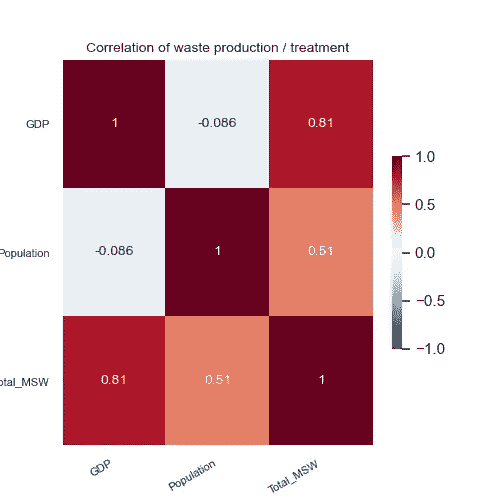 Correlation of waste production / treatment
GDP 1 -0.086 0.81
Population -0.086 1 0.51
otal_MSW 0.81 0.51 1
GDP Population Total_MSW
1.0
0.5
0.0
−0.5
−1.0